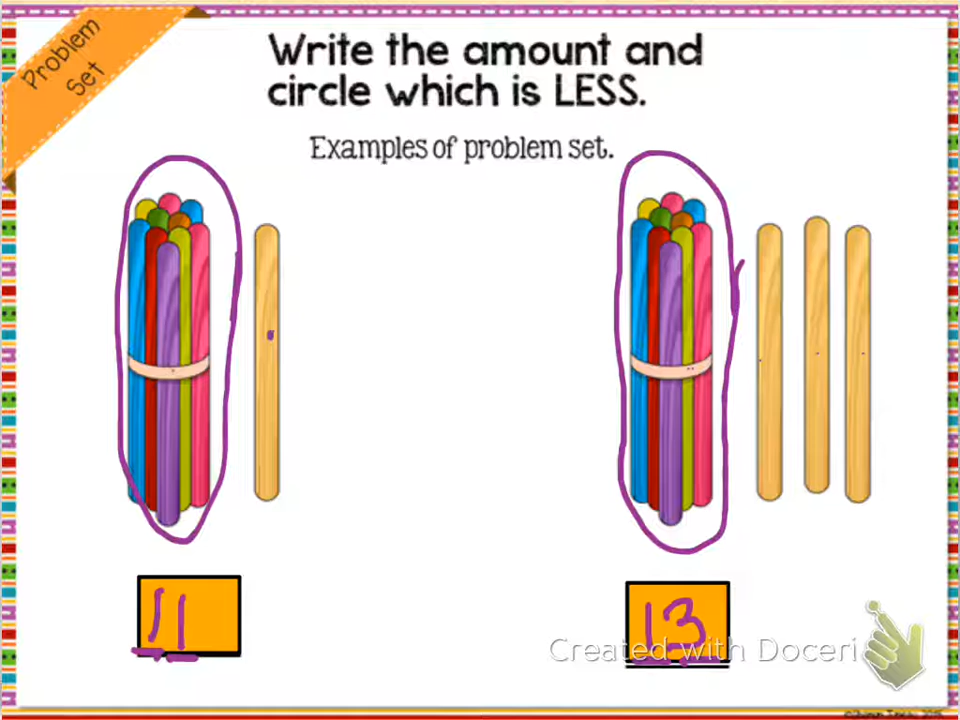 Problem
Set
Write the amount and
circle which is LESS.
Examples of problem set.
11
13
Created with Doceri